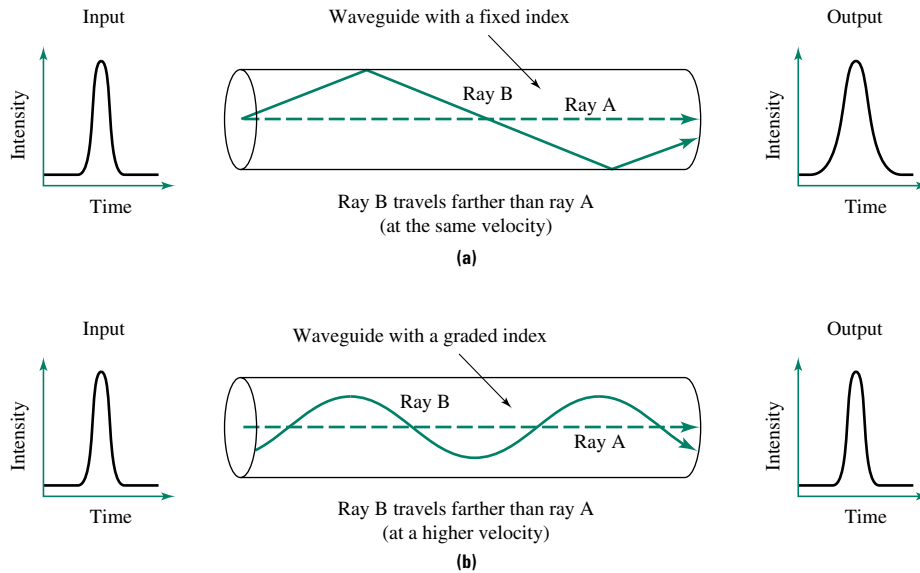 Input
Waveguide with a fixed index
Output
Intensity
Ray B
Ray A
Intensity
Time
Time
Ray B travels farther than ray A
(at the same velocity)
(a)
Input
Waveguide with a graded index
Output
Intensity
Ray B
Ray A
Intensity
Time
Time
Ray B travels farther than ray A
(at a higher velocity)
(b)